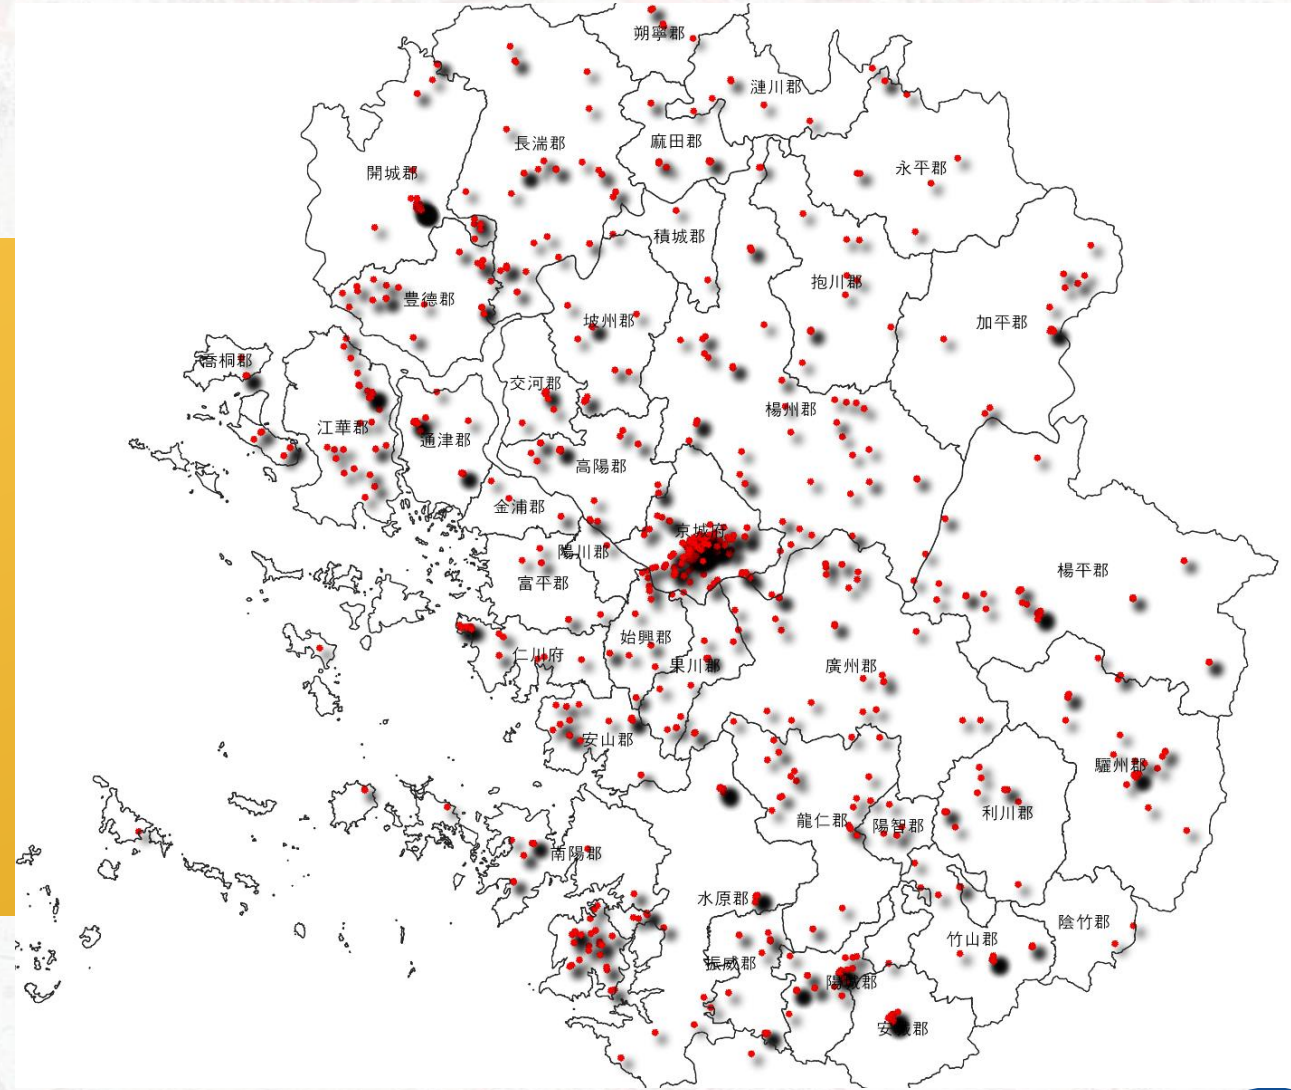 朔寧郡
漣川郡
麻田郡
長湍郡
永平郡
開城郡
積城郡
抱川郡
豊德郡
坡州郡
加平郡
喬桐郡
交河郡
楊州郡
江華郡
通津郡
高陽郡
金浦郡
京城府
陽川郡
富平郡
楊平郡
始興郡
仁川府
果川郡
廣州郡
安山郡
驪州郡
利川郡
龍仁郡
陽智郡
南陽郡
水原郡
陰竹郡
竹山郡
振威郡
陽城郡
安城郡